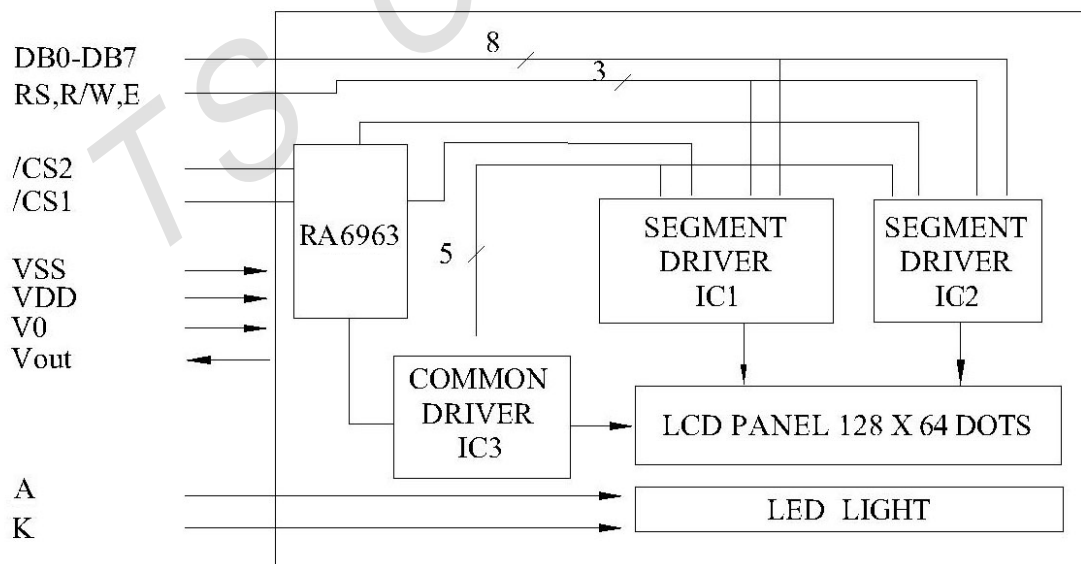 TS C
DB0-DB7
8
RS,R/W,E
3
/CS2
/CS1
RA6963
SEGMENT
DRIVER
IC1
SEGMENT
DRIVER
IC2
5
VSS
VDD
V0
Vout
COMMON
DRIVER
IC3
LCD PANEL 128 X 64 DOTS
A
LED LIGHT
K